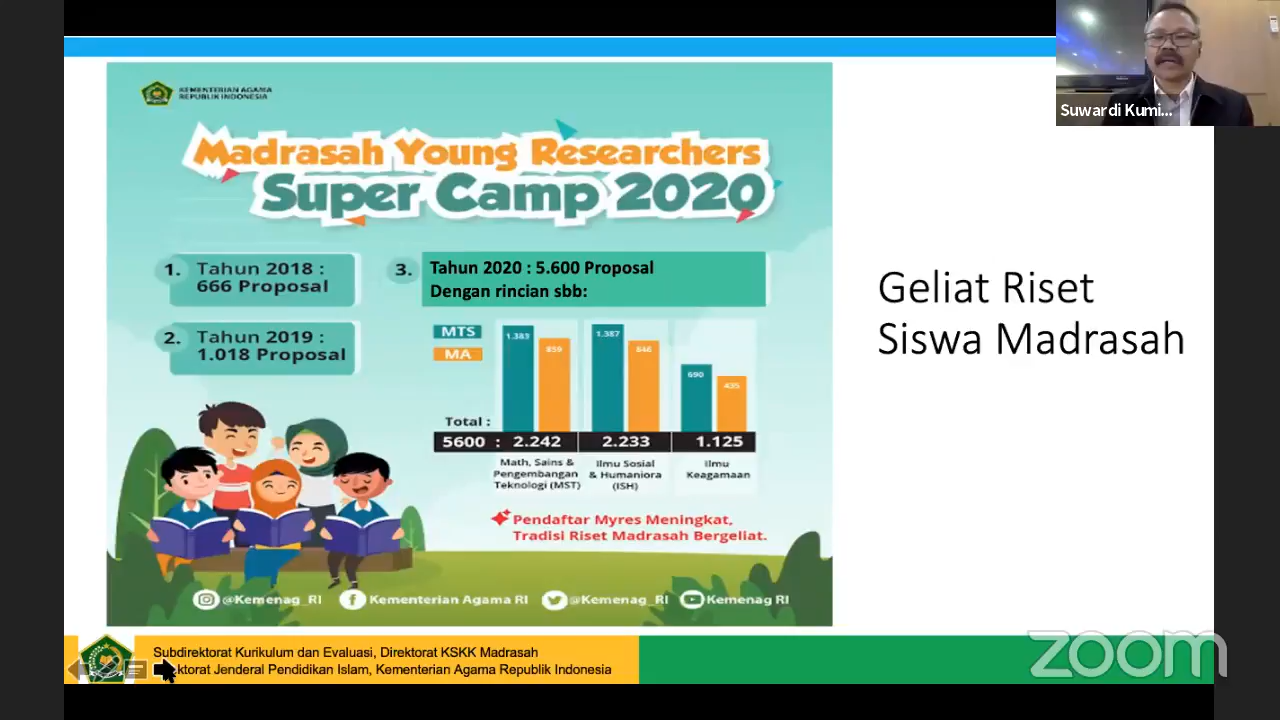 KEMENTERIAN AGAMA
REPUBLIK INDONESIA
Madrasah Young Researchers
Super Camp 2020
1. Tahun 2018 :
666 Proposal
2. Tahun 2019 :
1.018 Proposal
3. Tahun 2020 : 5.600 Proposal
Dengan rincian sbb:
MTS
MA
1.383
859
1.387
846
690
435
Total :
5600 : 2.242 2.233 1.125
Math, Sains &
Pengembangan
Teknologi (MST)
Ilmu Sosial
& Humaniora
(ISH)
Ilmu
Keagamaan
Pendaftar Myres Meningkat,
Tradisi Riset Madrasah Bergeliat.
@Kemenag_RI Kementerian Agama RI @Kemenag_RI Kemenag RI
Geliat Riset
Siswa Madrasah
Suwardi Kumi...
Subdirektorat Kurikulum dan Evaluasi, Direktorat KSKK Madrasah
Jenderal Pendidikan Islam, Kementerian Agama Republik Indonesia
zoom